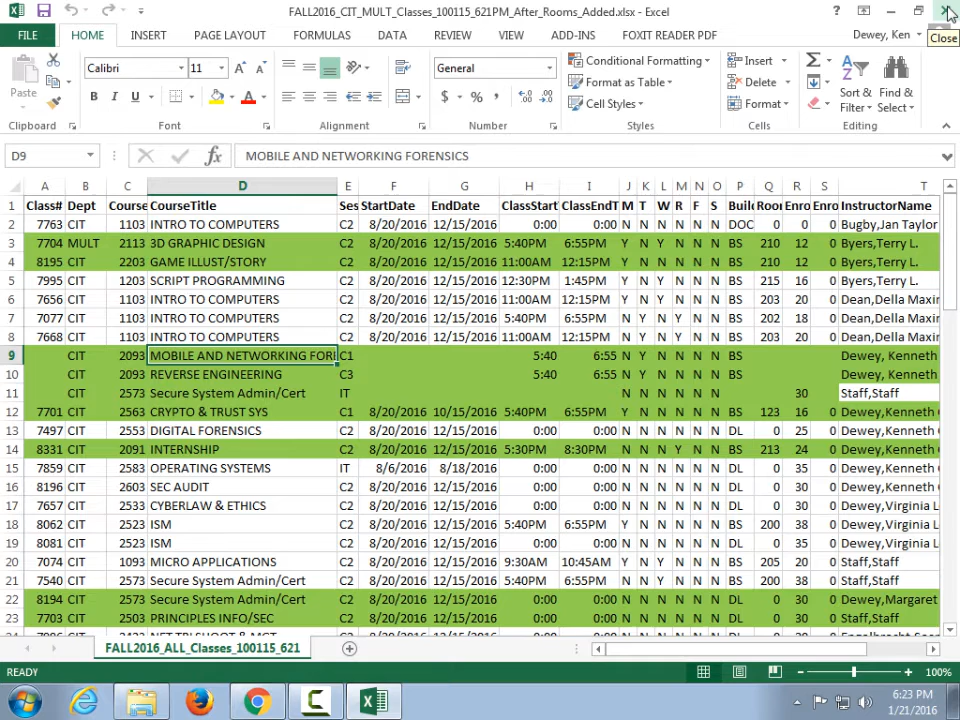 FALL2016_CIT_MULT_Classes_100115_621PM_After_Rooms_Added.xlsx - Excel
?
Close
FILE HOME INSERT PAGE LAYOUT FORMULAS DATA REVIEW VIEW ADD-INS FOXIT READER PDF Dewey, Ken
Paste Calibri 11 General Conditional Formatting Insert
B I U $ % Format as Table Delete Sort & Find &
Cell Styles Format Filter Select
Clipboard Font Alignment Number Styles Cells Editing
D9 fx MOBILE AND NETWORKING FORENSICS
A B C D E F G H I J K L M N O P Q R S T
1 Class# Dept Course CourseTitle Ses StartDate EndDate ClassStart ClassEndT M T W R F S Build Roon Enro Enro InstructorName
2 7763 CIT 1103 INTRO TO COMPUTERS C2 8/20/2016 12/15/2016 0:00 0:00 N N N N N N DOC 0 0 0 Bugby,Jan Taylor
3 7704 MULT 2113 3D GRAPHIC DESIGN C2 8/20/2016 12/15/2016 5:40PM 6:55PM Y N Y N N N BS 210 12 0 Byers,Terry L.
4 8195 CIT 2203 GAME ILLUST/STORY C2 8/20/2016 12/15/2016 11:00AM 12:15PM Y N Y N N N BS 210 12 0 Byers,Terry L.
5 7995 CIT 1203 SCRIPT PROGRAMMING C2 8/20/2016 12/15/2016 12:30PM 1:45PM Y N Y N N N BS 215 16 0 Byers,Terry L.
6 7656 CIT 1103 INTRO TO COMPUTERS C2 8/20/2016 12/15/2016 11:00AM 12:15PM Y N Y N N N BS 203 20 0 Dean,Della Maxi
7 7077 CIT 1103 INTRO TO COMPUTERS C2 8/20/2016 12/15/2016 5:40PM 6:55PM N Y N Y N N BS 202 18 0 Dean,Della Maxi
8 7668 CIT 1103 INTRO TO COMPUTERS C2 8/20/2016 12/15/2016 11:00AM 12:15PM N Y N Y N N BS 203 20 0 Dean,Della Maxi
9 CIT 2093 MOBILE AND NETWORKING FORE C1 5:40 6:55 N Y N N N N BS Dewey, Kenneth
10 CIT 2093 REVERSE ENGINEERING C3 5:40 6:55 N Y N N N N BS Dewey, Kenneth
11 CIT 2573 Secure System Admin/Cert IT N N N N N N 30 Staff,Staff
12 7701 CIT 2563 CRYPTO & TRUST SYS C1 8/20/2016 10/15/2016 5:40PM 6:55PM Y N N N N N BS 123 16 0 Dewey,Kenneth
13 7497 CIT 2553 DIGITAL FORENSICS C2 8/20/2016 12/15/2016 0:00 0:00 N N N N N N DL 0 25 0 Dewey,Kenneth
14 8331 CIT 2091 INTERNSHIP C2 8/20/2016 12/15/2016 5:30PM 8:30PM N N N Y N N BS 213 24 0 Dewey,Kenneth
15 7859 CIT 2583 OPERATING SYSTEMS IT 8/6/2016 8/18/2016 0:00 0:00 N N N N N N DL 0 35 0 Dewey,Kenneth
16 8196 CIT 2603 SEC AUDIT C2 8/20/2016 12/15/2016 0:00 0:00 N N N N N N DL 0 30 0 Dewey,Kenneth
17 7657 CIT 2533 CYBERLAW & ETHICS C2 8/20/2016 12/15/2016 0:00 0:00 N N N N N N DL 0 30 0 Dewey,Virginia L
18 8062 CIT 2523 ISM C2 8/20/2016 12/15/2016 5:40PM 6:55PM Y N N N N N BS 200 38 0 Dewey,Virginia L
19 8081 CIT 2523 ISM C2 8/20/2016 12/15/2016 0:00 0:00 N N N N N N DL 0 35 0 Dewey,Virginia L
20 7074 CIT 1093 MICRO APPLICATIONS C2 8/20/2016 12/15/2016 9:30AM 10:45AM Y N Y N N N BS 205 20 0 Staff,Staff
21 7540 CIT 2573 Secure System Admin/Cert C2 8/20/2016 12/15/2016 5:40PM 6:55PM N N Y N N N BS 200 38 0 Staff,Staff
22 8194 CIT 2573 Secure System Admin/Cert C2 8/20/2016 12/15/2016 0:00 0:00 N N N N N N DL 0 30 0 Dewey,Margaret
23 7703 CIT 2503 PRINCIPLES INFO/SEC C2 8/20/2016 12/15/2016 0:00 0:00 N N N N N N DL 0 30 0 Staff,Staff
FALL2016_ALL_Classes_100115_621
READY 100%
6:23 PM
1/21/2016